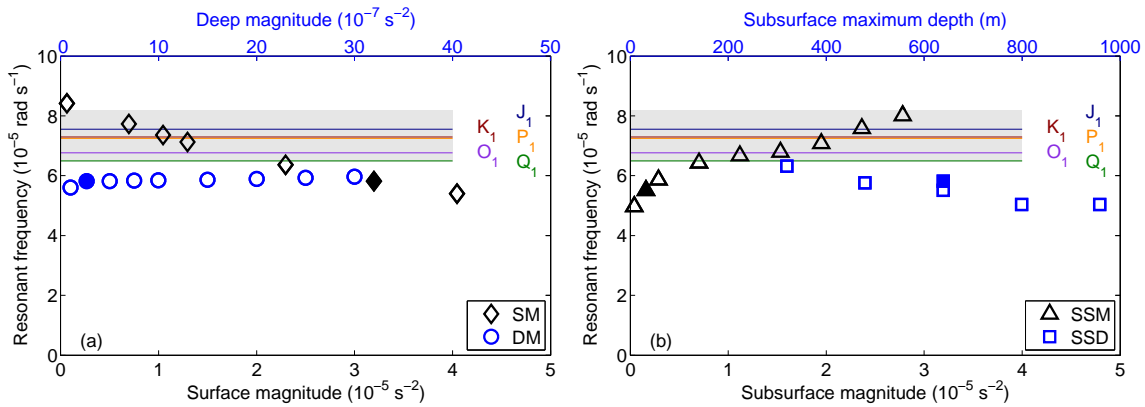 Deep magnitude (10⁻⁷ s⁻²)
0 10 20 30 40 50
10
8
6
4
2
0
Resonant frequency (10⁻⁵ rad s⁻¹)
K₁
O₁
J₁
P₁
Q₁
(a)
SM
DM
0 1 2 3 4 5
Surface magnitude (10⁻⁵ s⁻²)
Subsurface maximum depth (m)
0 200 400 600 800 1000
10
8
6
4
2
0
Resonant frequency (10⁻⁵ rad s⁻¹)
K₁
O₁
J₁
P₁
Q₁
(b)
SSM
SSD
0 1 2 3 4 5
Subsurface magnitude (10⁻⁵ s⁻²)